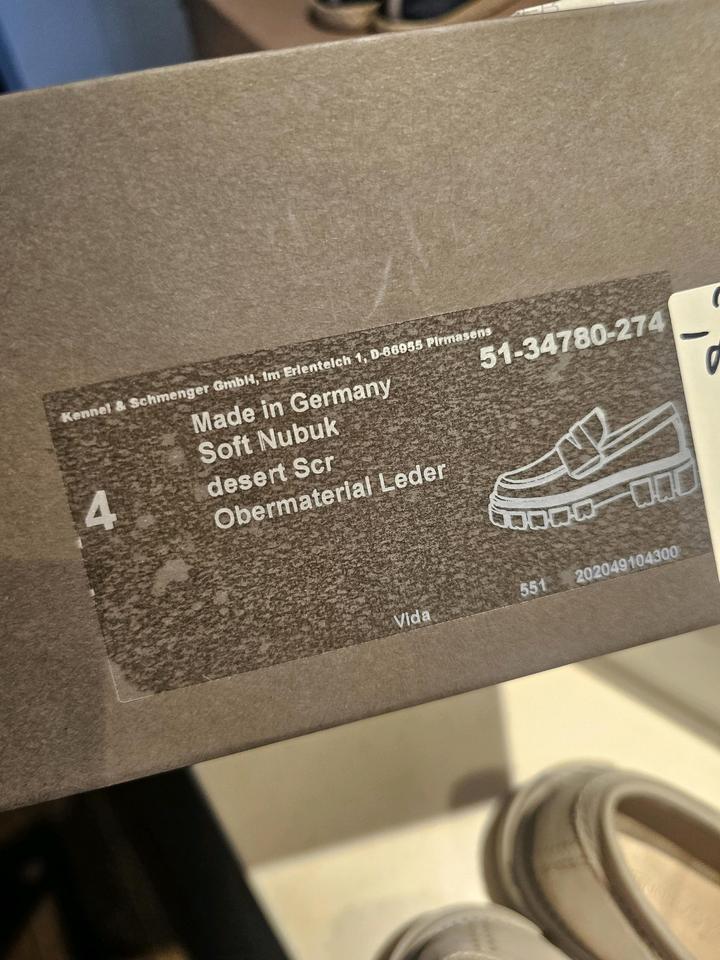 Kennel & Schmenger GmbH, Im Erlenteich 1, D-66955 Pirmasens
51-34780-274
Made in Germany
Soft Nubuk
desert Scr
Obermaterial Leder
4
551 202049104300
Vida